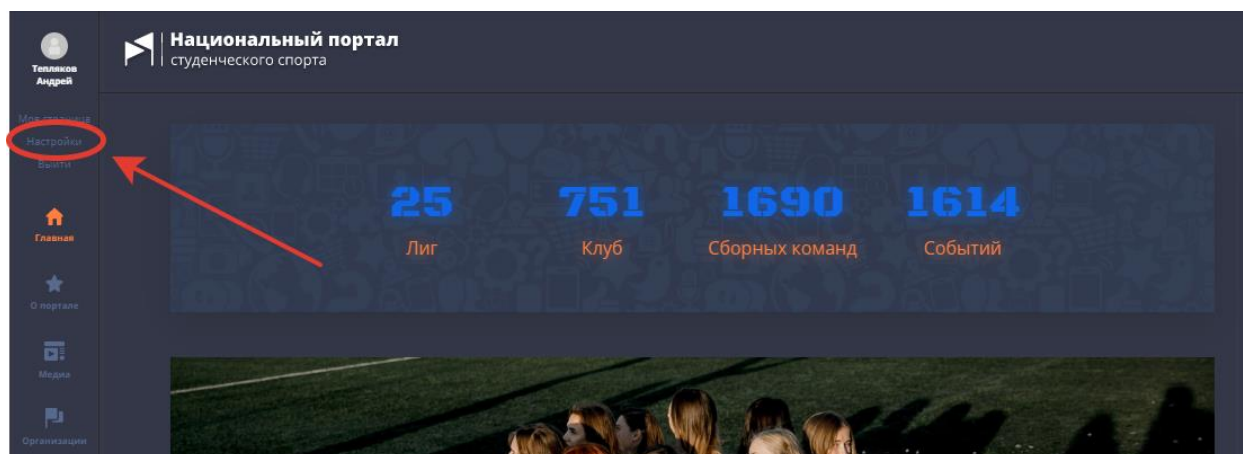 Тепляков
Андрей
Моя страница
Настройки
Выйти
Главная
О портале
Медиа
Организации
Национальный портал
студенческого спорта
25
Лиг
751
Клуб
1690
Сборных команд
1614
Событий